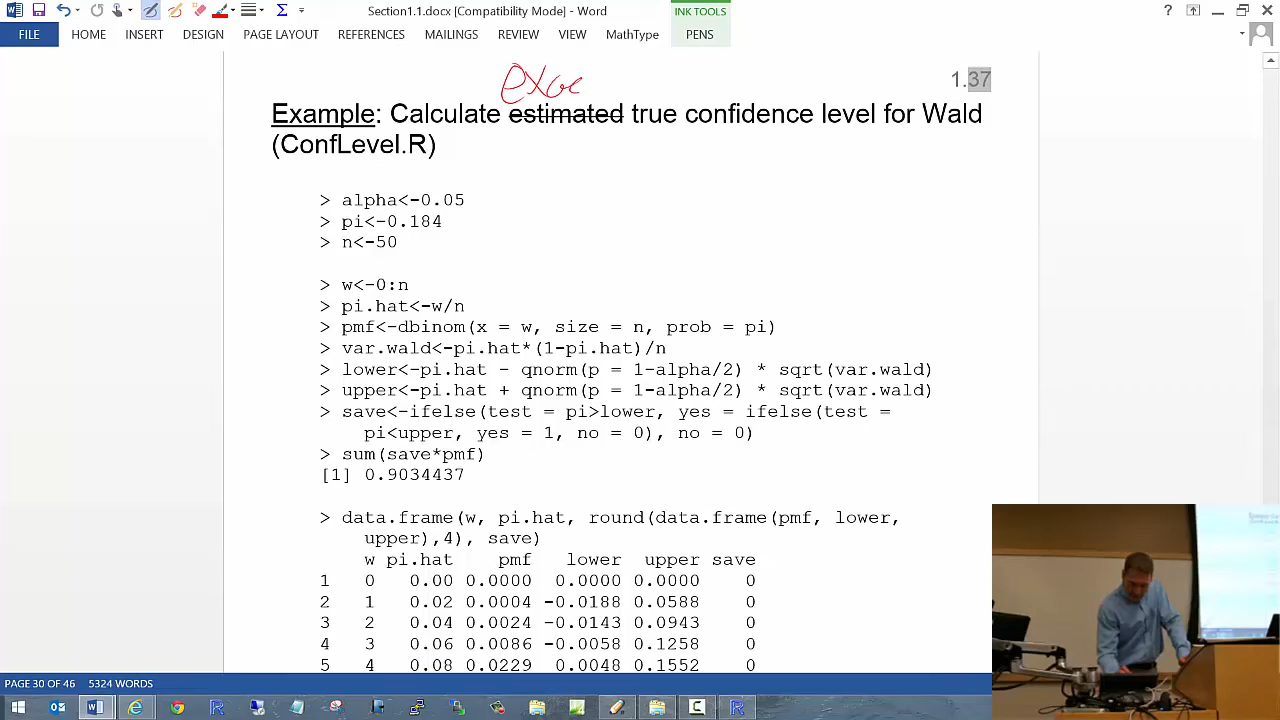 Section1.1.docx [Compatibility Mode] - Word
INK TOOLS
FILE HOME INSERT DESIGN PAGE LAYOUT REFERENCES MAILINGS REVIEW VIEW MathType PENS
1.37
exac
Example: Calculate estimated true confidence level for Wald
(ConfLevel.R)
> alpha<-0.05
> pi<-0.184
> n<-50
> w<-0:n
> pi.hat<-w/n
> pmf<-dbinom(x = w, size = n, prob = pi)
> var.wald<-pi.hat*(1-pi.hat)/n
> lower<-pi.hat - qnorm(p = 1-alpha/2) * sqrt(var.wald)
> upper<-pi.hat + qnorm(p = 1-alpha/2) * sqrt(var.wald)
> save<-ifelse(test = pi>lower, yes = ifelse(test =
pi<upper, yes = 1, no = 0), no = 0)
> sum(save*pmf)
[1] 0.9034437
> data.frame(w, pi.hat, round(data.frame(pmf, lower,
upper),4), save)
w pi.hat pmf lower upper save
1 0 0.00 0.0000 0.0000 0.0000 0
2 1 0.02 0.0004 -0.0188 0.0588 0
3 2 0.04 0.0024 -0.0143 0.0943 0
4 3 0.06 0.0086 -0.0058 0.1258 0
5 4 0.08 0.0229 0.0048 0.1552 0
PAGE 30 OF 46 5324 WORDS